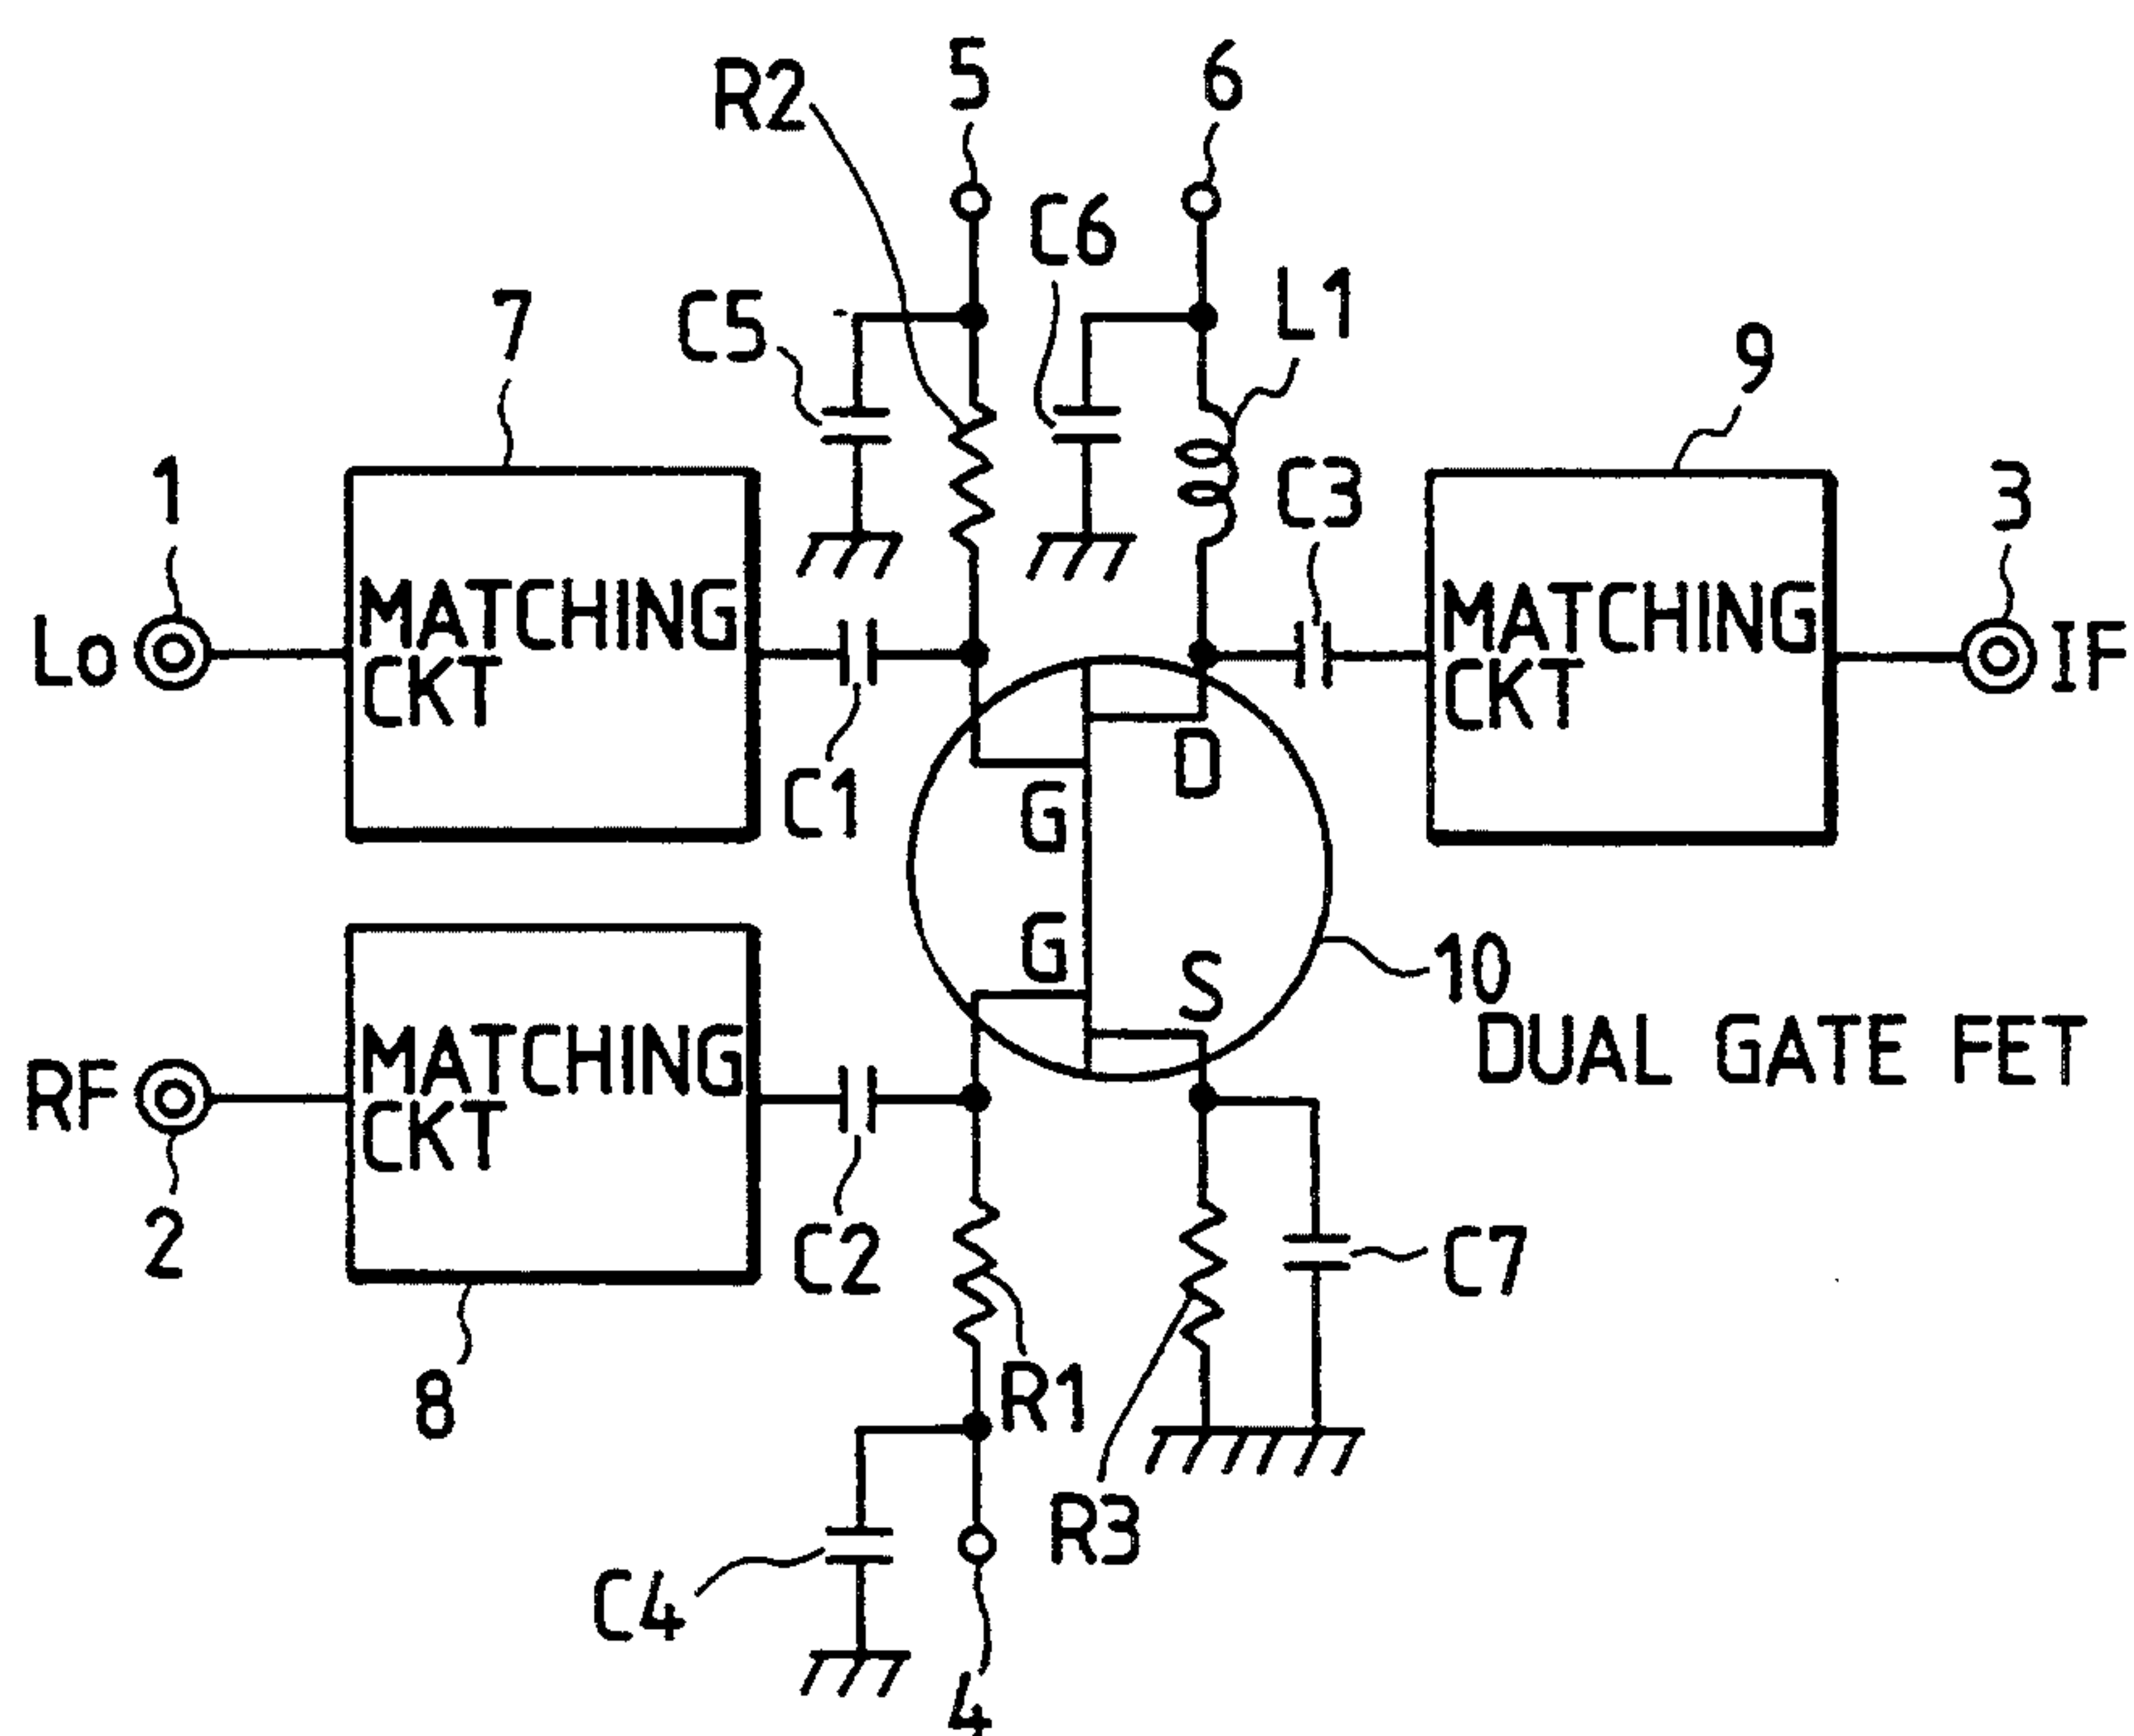 5
6
R2
C6
L1
7
C5
9
1
C3
3
Lo
MATCHING
CKT
MATCHING
CKT
IF
C1
D
G
G
S
10
DUAL GATE FET
RF
MATCHING
CKT
2
C2
C7
8
R1
R3
C4
4